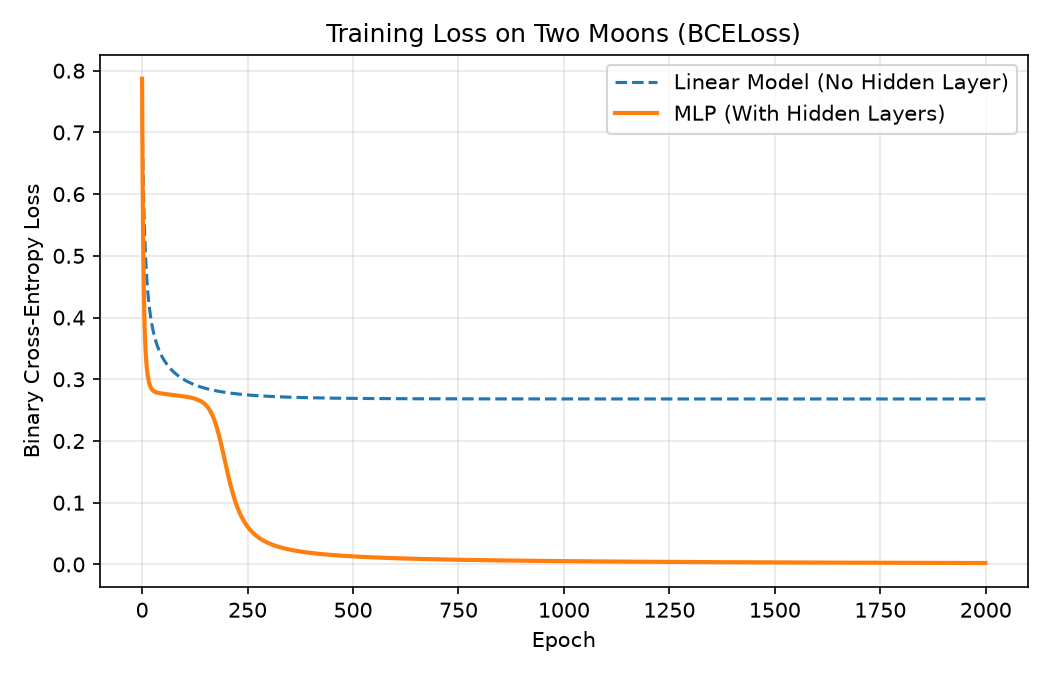 Training Loss on Two Moons (BCELoss)
Linear Model (No Hidden Layer)
MLP (With Hidden Layers)
Binary Cross-Entropy Loss
0.8
0.7
0.6
0.5
0.4
0.3
0.2
0.1
0.0
0 250 500 750 1000 1250 1500 1750 2000
Epoch